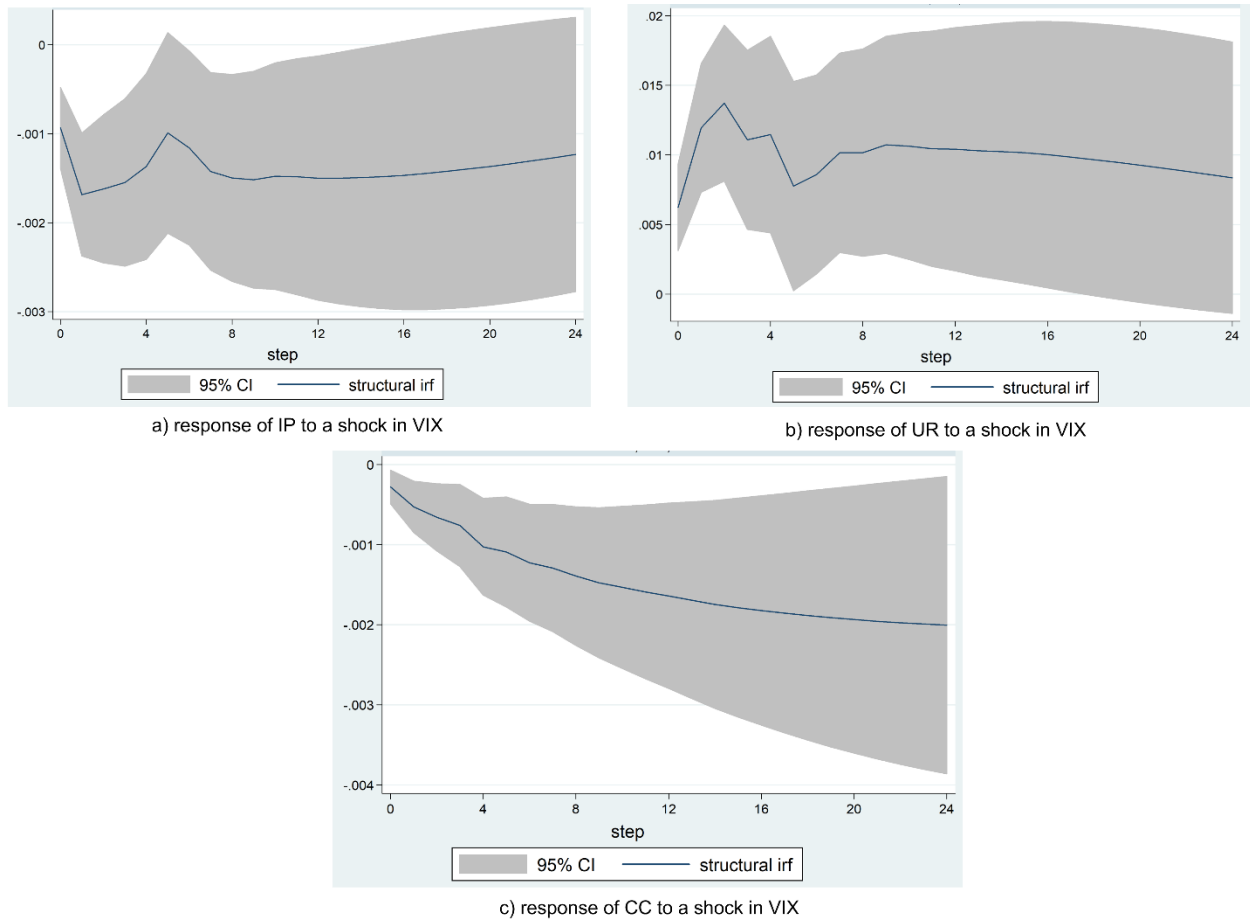 0
-.001
-.002
-.003
0 4 8 12 16 20 24
step
95% CI structural irf
a) response of IP to a shock in VIX
.02
.015
.01
.005
0
0 4 8 12 16 20 24
step
95% CI structural irf
b) response of UR to a shock in VIX
0
-.001
-.002
-.003
-.004
0 4 8 12 16 20 24
step
95% CI structural irf
c) response of CC to a shock in VIX